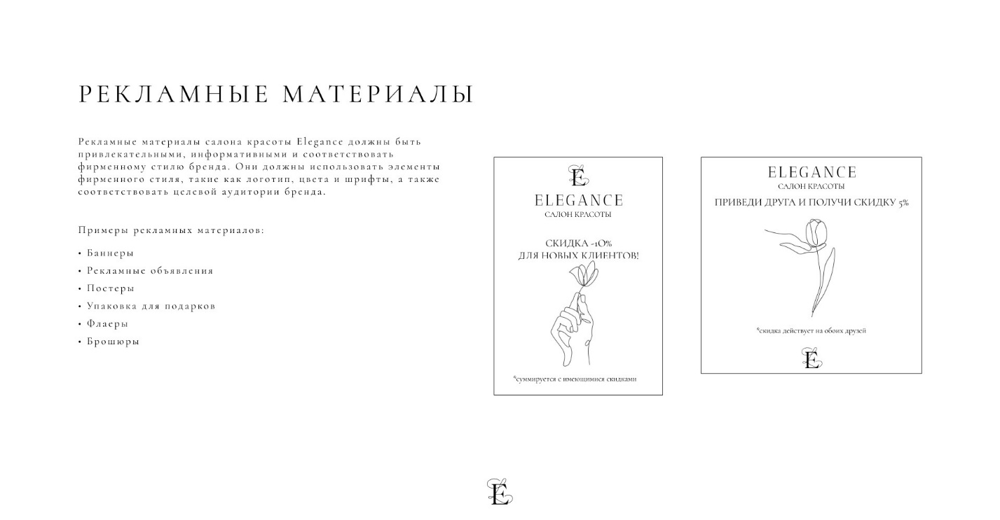 РЕКЛАМНЫЕ МАТЕРИАЛЫ
Рекламные материалы салона красоты Elegance должны быть
привлекательными, информативными и соответствовать
фирменному стилю бренда. Они должны использовать элементы
фирменного стиля, такие как логотип, цвета и шрифты, а также
соответствовать целевой аудитории бренда.
Примеры рекламных материалов:
• Баннеры
• Рекламные объявления
• Постеры
• Упаковка для подарков
• Флаеры
• Брошюры
E
ELEGANCE
САЛОН КРАСОТЫ
СКИДКА -10%
ДЛЯ НОВЫХ КЛИЕНТОВ!
*суммируется с имеющимися скидками
ELEGANCE
САЛОН КРАСОТЫ
ПРИВЕДИ ДРУГА И ПОЛУЧИ СКИДКУ 5%
*скидка действует на обоих друзей
E
E